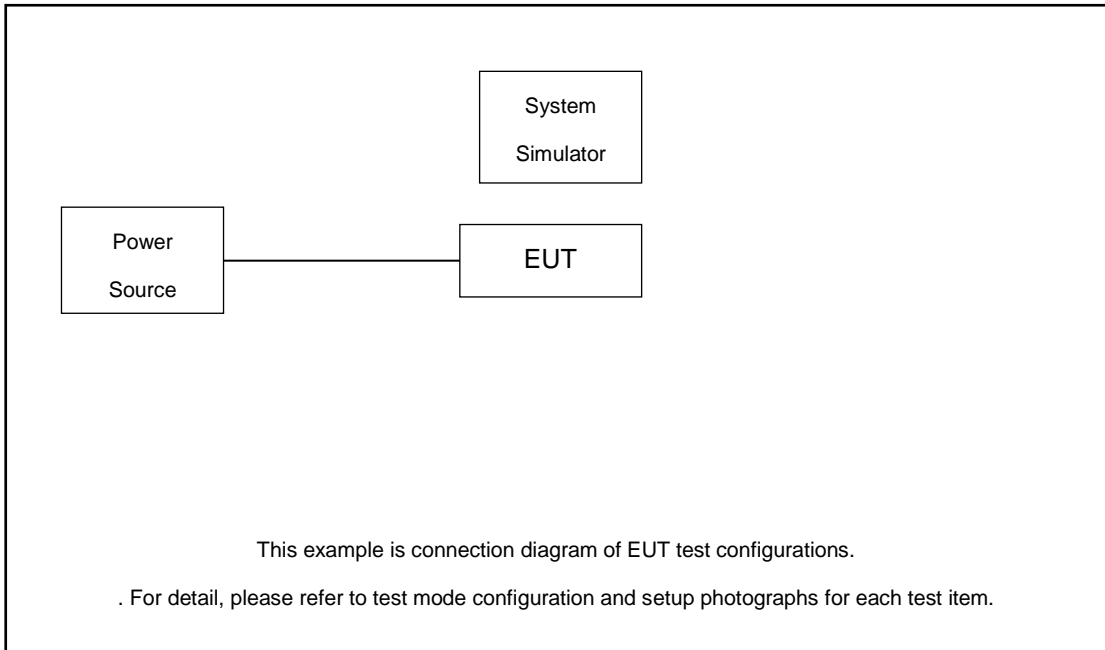 System
Simulator
Power
Source
EUT
This example is connection diagram of EUT test configurations.
. For detail, please refer to test mode configuration and setup photographs for each test item.